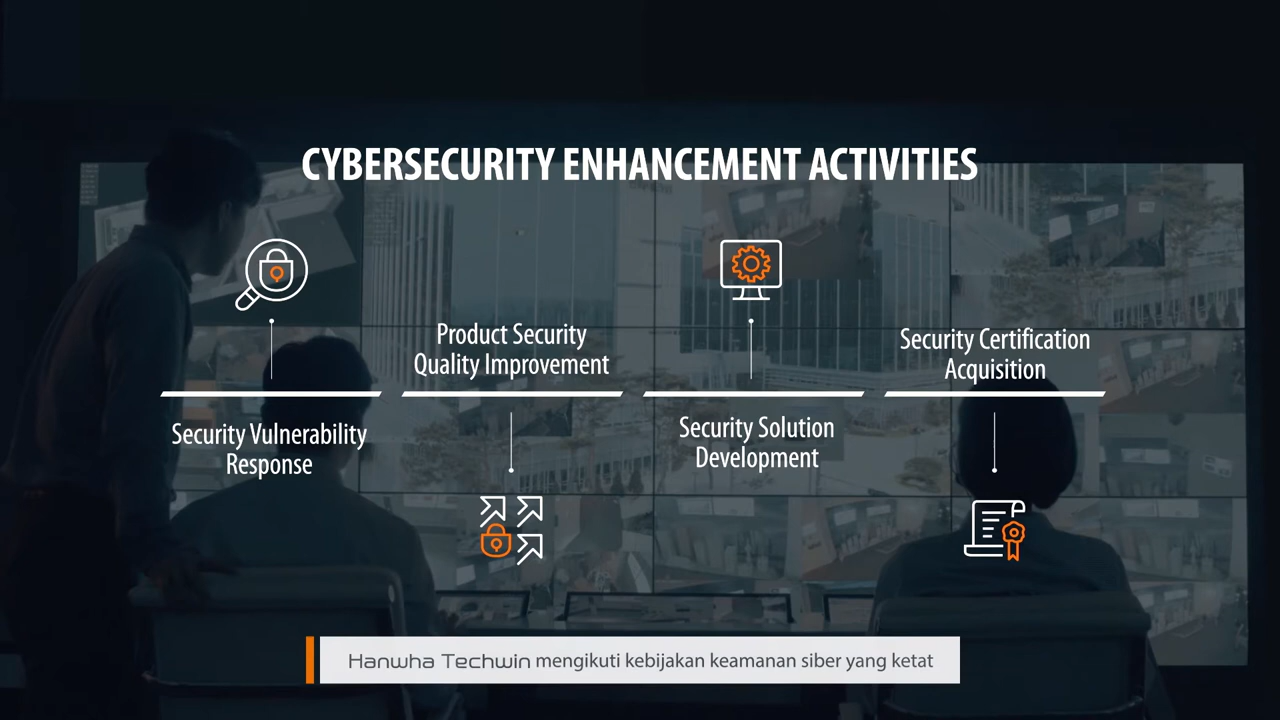 CYBERSECURITY ENHANCEMENT ACTIVITIES
Security Vulnerability
Response
Product Security
Quality Improvement
Security Solution
Development
Security Certification
Acquisition
Hanwha Techwin mengikuti kebijakan keamanan siber yang ketat